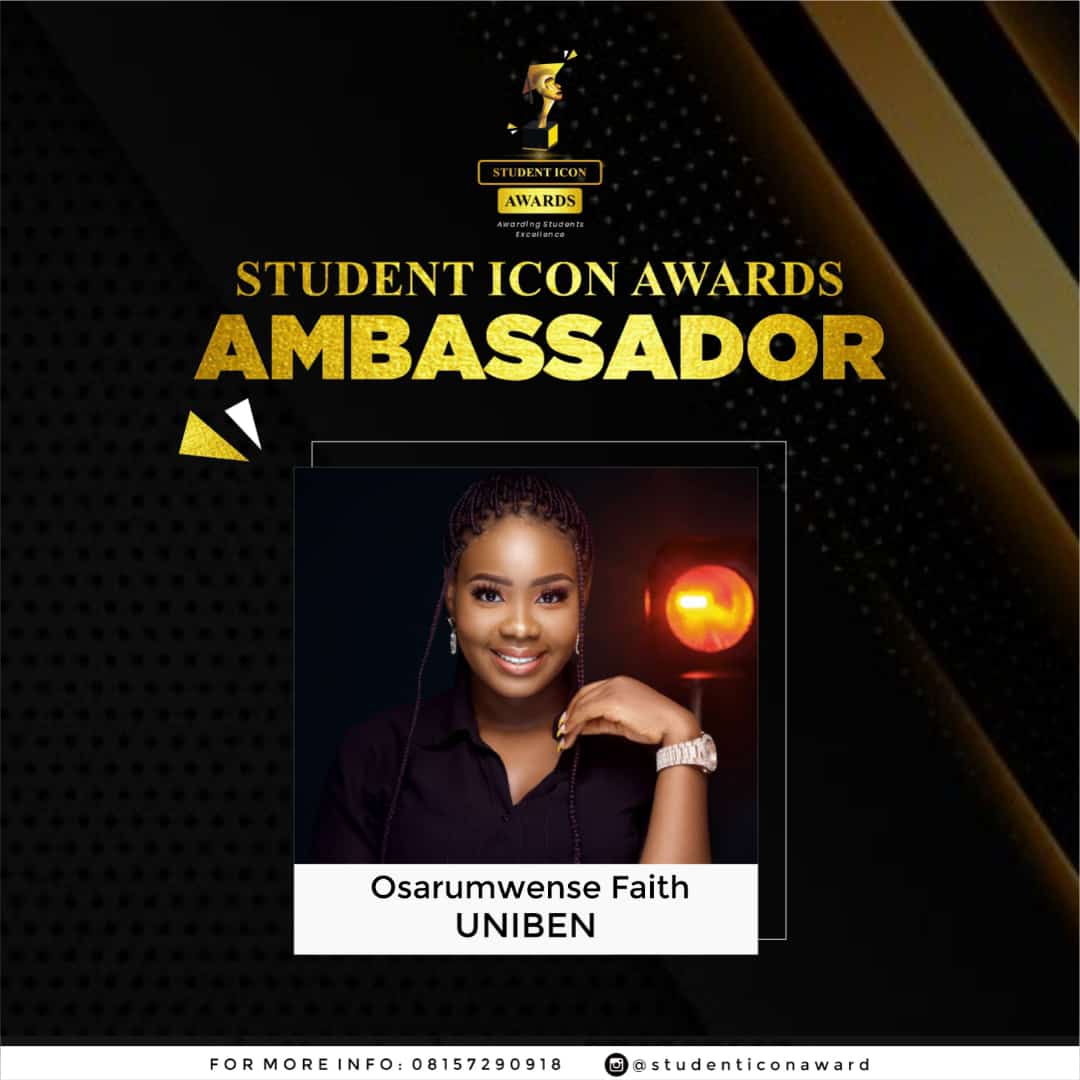 STUDENT ICON
AWARDS
Awarding Students
Excellence
STUDENT ICON AWARDS
AMBASSADOR
Osarumwense Faith
UNIBEN
FOR MORE INFO: 08157290918 @studenticonaward